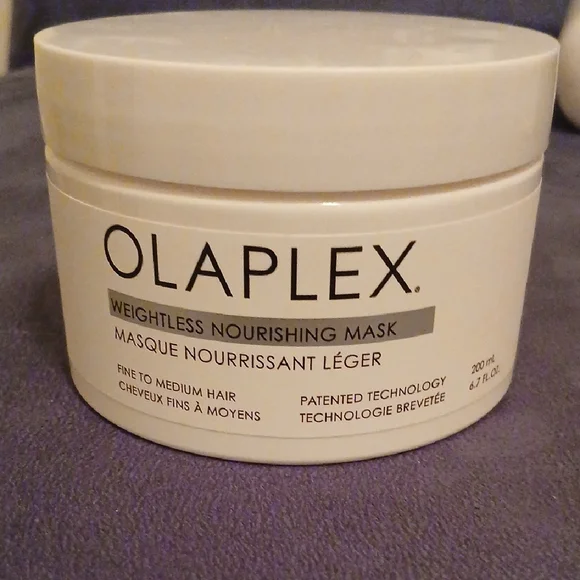 OLAPLEX.
WEIGHTLESS NOURISHING MASK
MASQUE NOURRISSANT LÉGER
FINE TO MEDIUM HAIR
CHEVEUX FINS À MOYENS
PATENTED TECHNOLOGY
TECHNOLOGIE BREVETÉE
200 mL
6.7 FL.OZ.